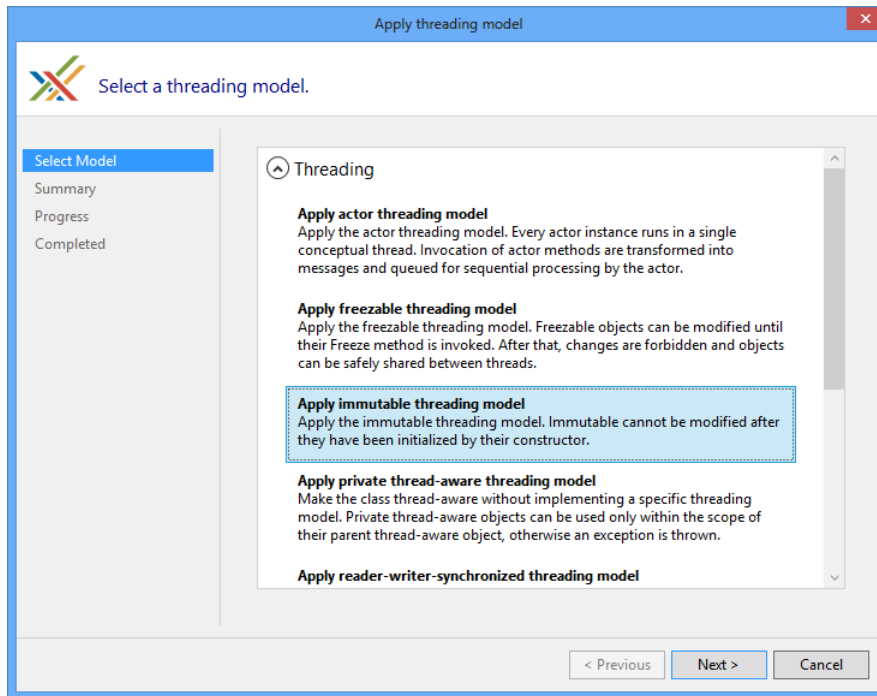 Apply threading model
Select a threading model.
Select Model
Summary
Progress
Completed
Threading
Apply actor threading model
Apply the actor threading model. Every actor instance runs in a single
conceptual thread. Invocation of actor methods are transformed into
messages and queued for sequential processing by the actor.
Apply freezable threading model
Apply the freezable threading model. Freezable objects can be modified until
their Freeze method is invoked. After that, changes are forbidden and objects
can be safely shared between threads.
Apply immutable threading model
Apply the immutable threading model. Immutable cannot be modified after
they have been initialized by their constructor.
Apply private thread-aware threading model
Make the class thread-aware without implementing a specific threading
model. Private thread-aware objects can be used only within the scope of
their parent thread-aware object, otherwise an exception is thrown.
Apply reader-writer-synchronized threading model
< Previous
Next >
Cancel